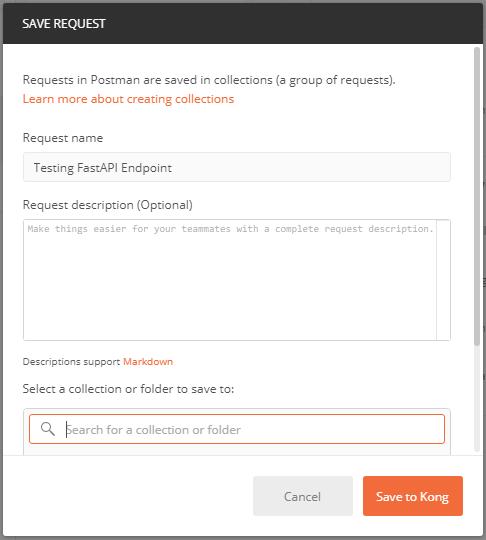 SAVE REQUEST
Requests in Postman are saved in collections (a group of requests).
Learn more about creating collections
Request name
Testing FastAPI Endpoint
Request description (Optional)
Make things easier for your teammates with a complete request description.
Descriptions support Markdown
Select a collection or folder to save to:
Search for a collection or folder
Cancel
Save to Kong